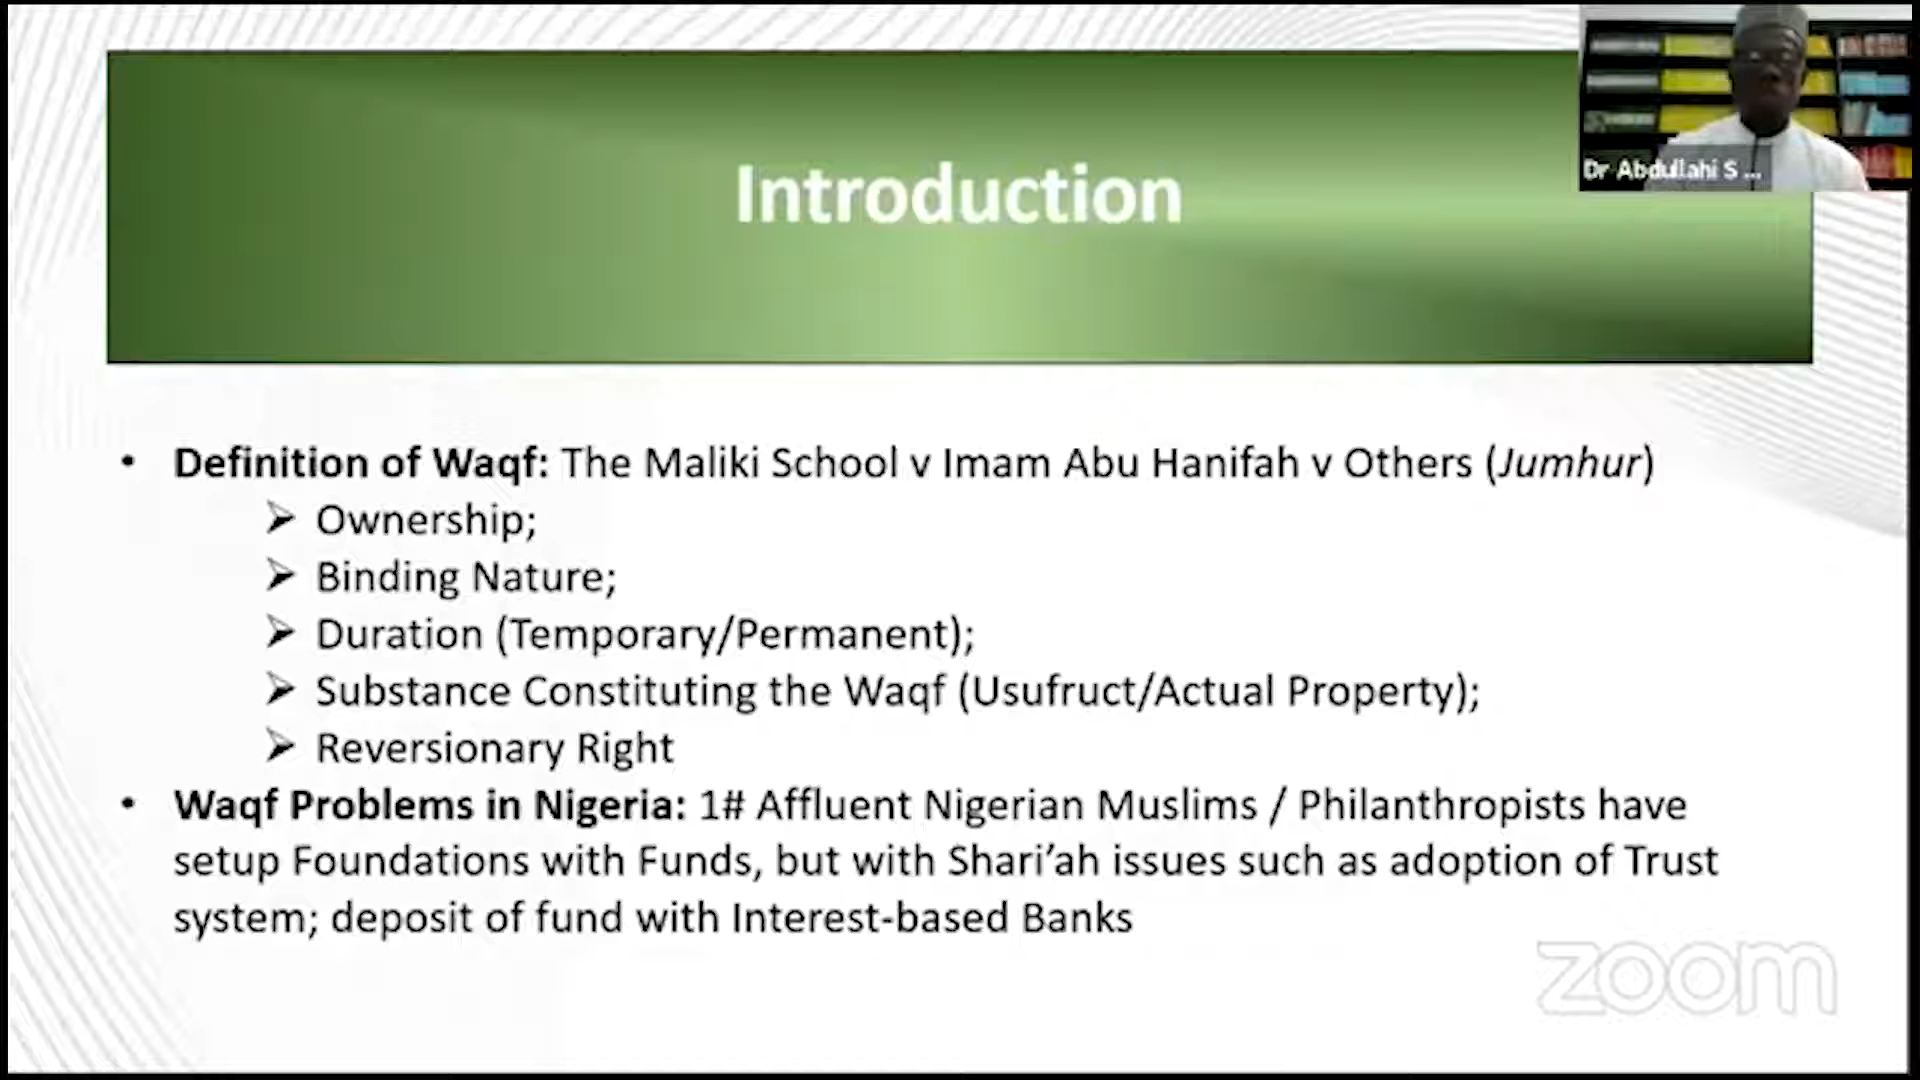 Introduction
Dr Abdullahi S ...
• Definition of Waqf: The Maliki School v Imam Abu Hanifah v Others (Jumhur)
➢ Ownership;
➢ Binding Nature;
➢ Duration (Temporary/Permanent);
➢ Substance Constituting the Waqf (Usufruct/Actual Property);
➢ Reversionary Right
• Waqf Problems in Nigeria: 1# Affluent Nigerian Muslims / Philanthropists have
setup Foundations with Funds, but with Shari’ah issues such as adoption of Trust
system; deposit of fund with Interest-based Banks
zoom